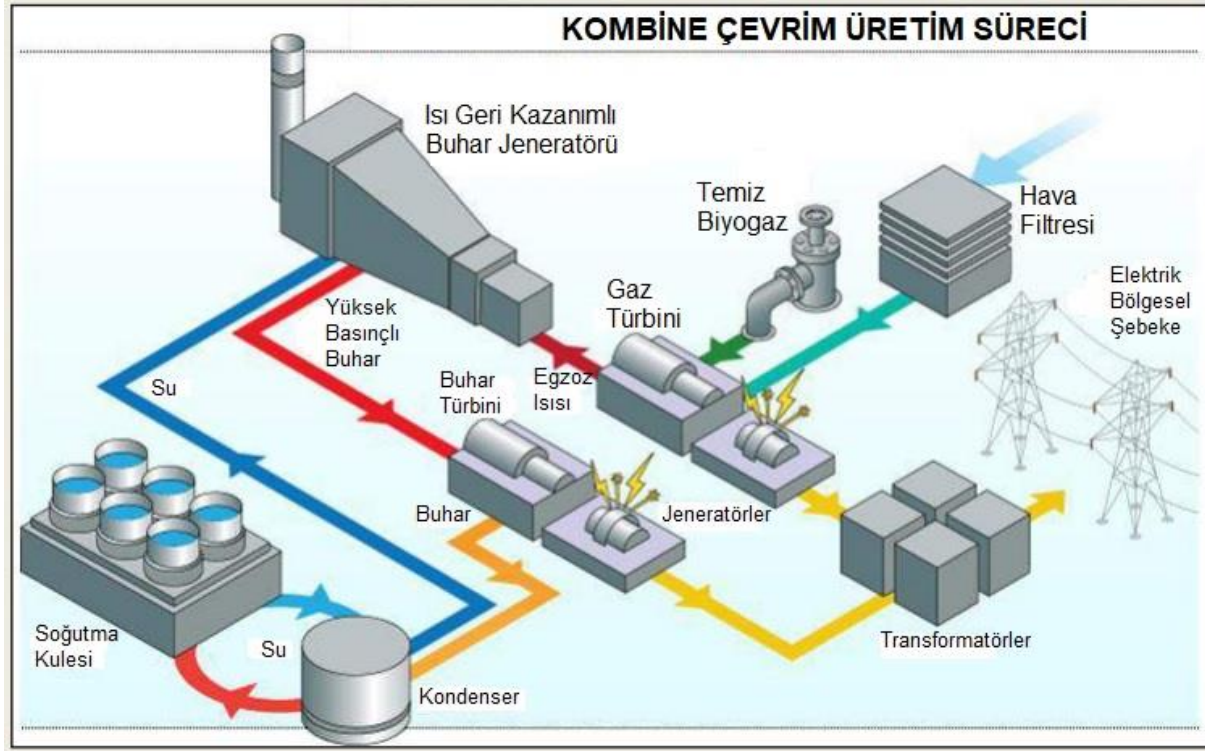 KOMBİNE ÇEVRİM ÜRETİM SÜRECİ
Isı Geri Kazanımlı
Buhar Jeneratörü
Temiz
Biyogaz
Hava
Filtresi
Elektrik
Bölgesel
Şebeke
Gaz
Türbini
Yüksek
Basınçlı
Buhar
Su
Buhar
Türbini
Egzoz
Isısı
Buhar
Jeneratörler
Transformatörler
Soğutma
Kulesi
Su
Kondenser